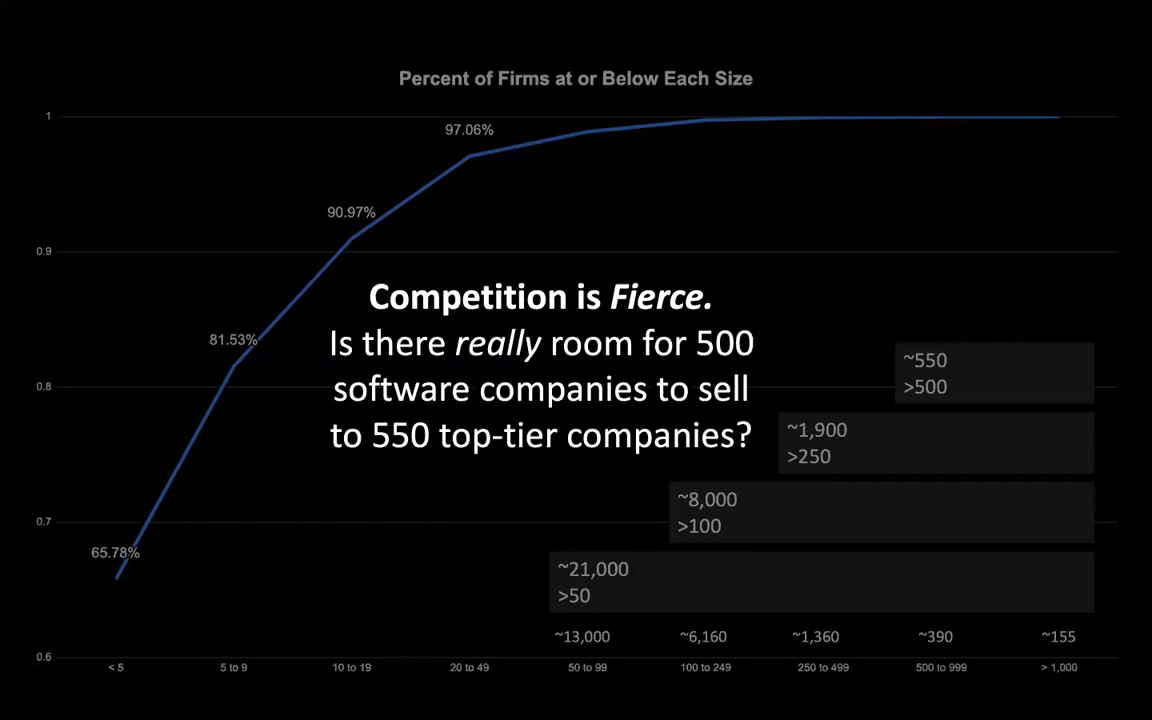 Percent of Firms at or Below Each Size
1
97.06%
90.97%
0.9
Competition is Fierce.
Is there really room for 500
software companies to sell
to 550 top-tier companies?
81.53%
0.8
~550
>500
~1,900
>250
~8,000
>100
0.7
65.78%
~21,000
>50
~13,000 ~6,160 ~1,360 ~390 ~155
0.6
< 5 5 to 9 10 to 19 20 to 49 50 to 99 100 to 249 250 to 499 500 to 999 > 1,000